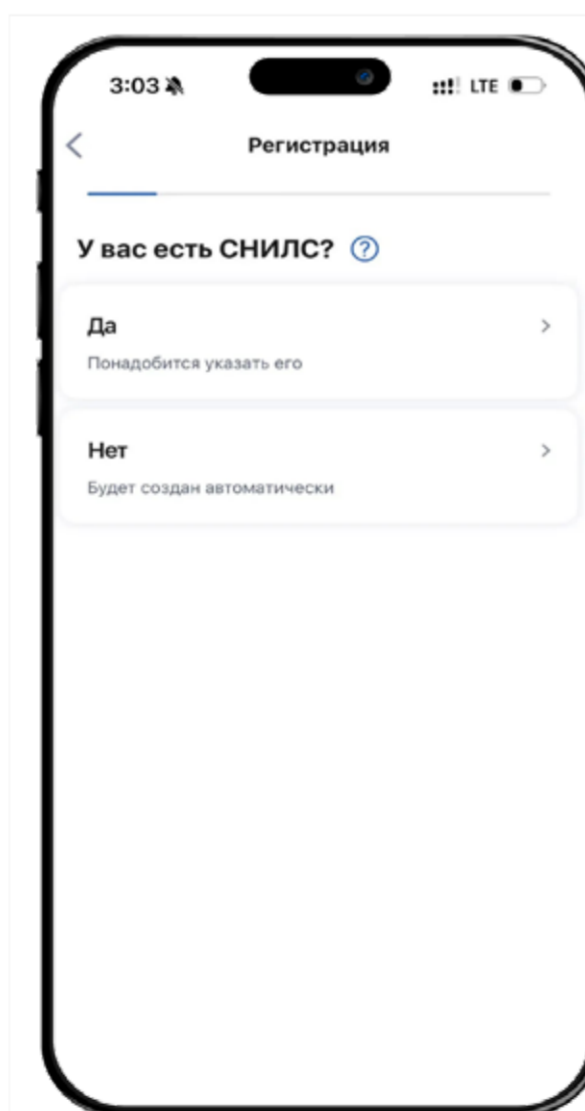 3:03
LTE
Регистрация
У вас есть СНИЛС? ?
Да
Понадобится указать его
Нет
Будет создан автоматически